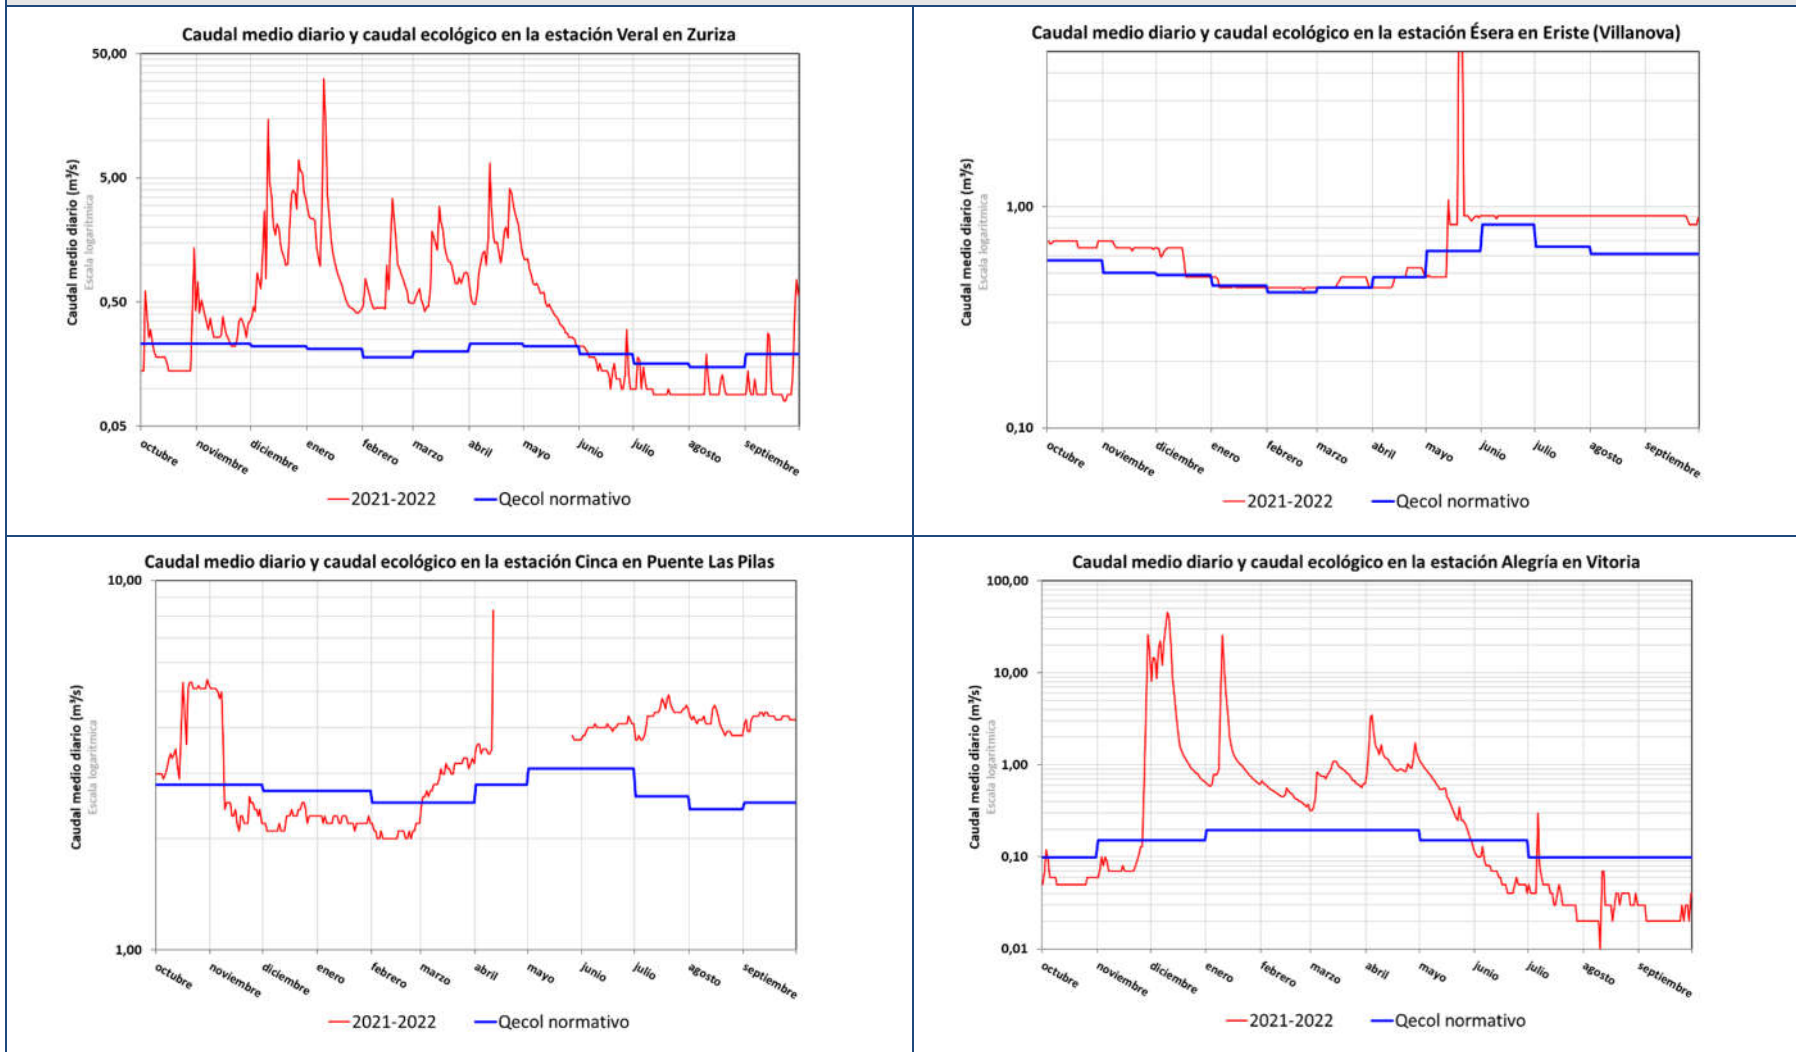 Caudal medio diario y caudal ecológico en la estación Veral en Zuriza
50,00
5,00
0,50
0,05
Caudal medio diario (m³/s)
Escala logarítmica
octubre
noviembre
diciembre
enero
febrero
marzo
abril
mayo
junio
julio
agosto
septiembre
2021-2022
Qecol normativo
Caudal medio diario y caudal ecológico en la estación Ésera en Eriste (Villanova)
1,00
0,10
Caudal medio diario (m³/s)
Escala logarítmica
octubre
noviembre
diciembre
enero
febrero
marzo
abril
mayo
junio
julio
agosto
septiembre
2021-2022
Qecol normativo
Caudal medio diario y caudal ecológico en la estación Cinca en Puente Las Pilas
10,00
1,00
Caudal medio diario (m³/s)
Escala logarítmica
octubre
noviembre
diciembre
enero
febrero
marzo
abril
mayo
junio
julio
agosto
septiembre
2021-2022
Qecol normativo
Caudal medio diario y caudal ecológico en la estación Alegría en Vitoria
100,00
10,00
1,00
0,10
0,01
Caudal medio diario (m³/s)
Escala logarítmica
octubre
noviembre
diciembre
enero
febrero
marzo
abril
mayo
junio
julio
agosto
septiembre
2021-2022
Qecol normativo